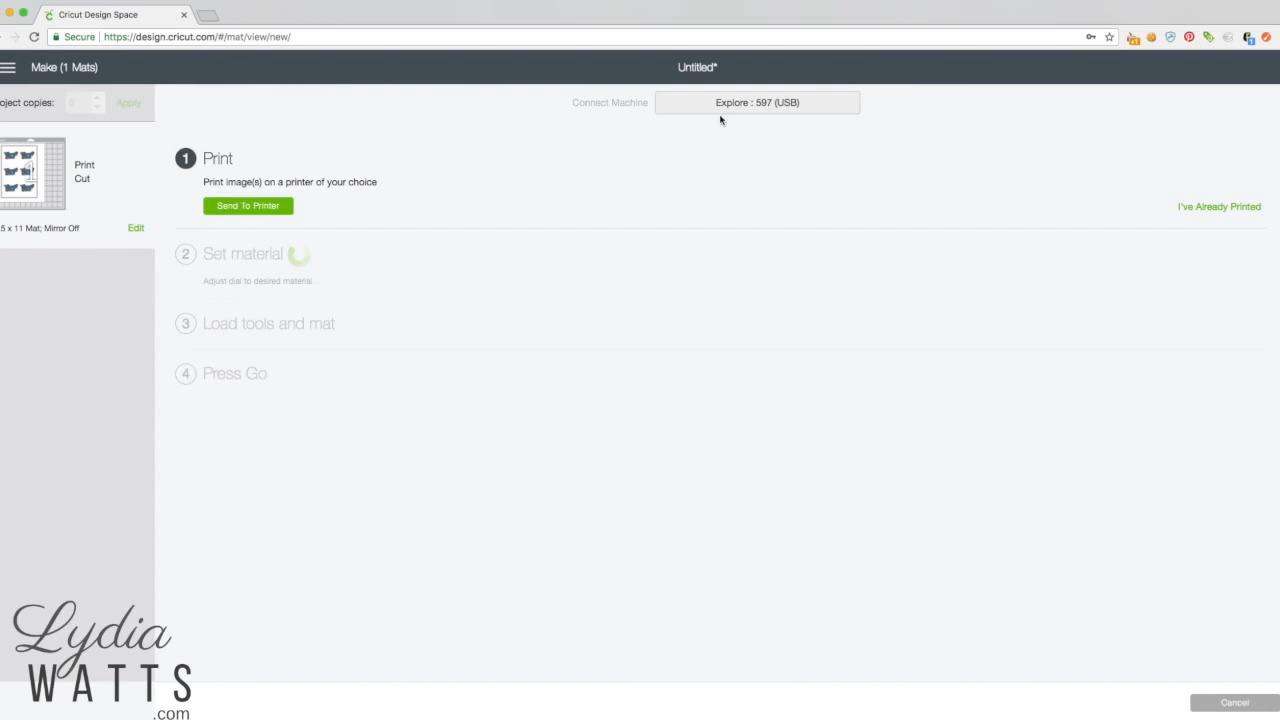 Cricut Design Space
Secure https://design.cricut.com/#/mat/view/new/
Make (1 Mats)
Untitled*
oject copies:
Apply
Connect Machine
Explore : 597 (USB)
Print
Cut
5 x 11 Mat; Mirror Off
Edit
1 Print
Print image(s) on a printer of your choice
Send To Printer
I've Already Printed
2 Set material
Adjust dial to desired material
3 Load tools and mat
4 Press Go
Lydia
WATTS
.com
Cancel